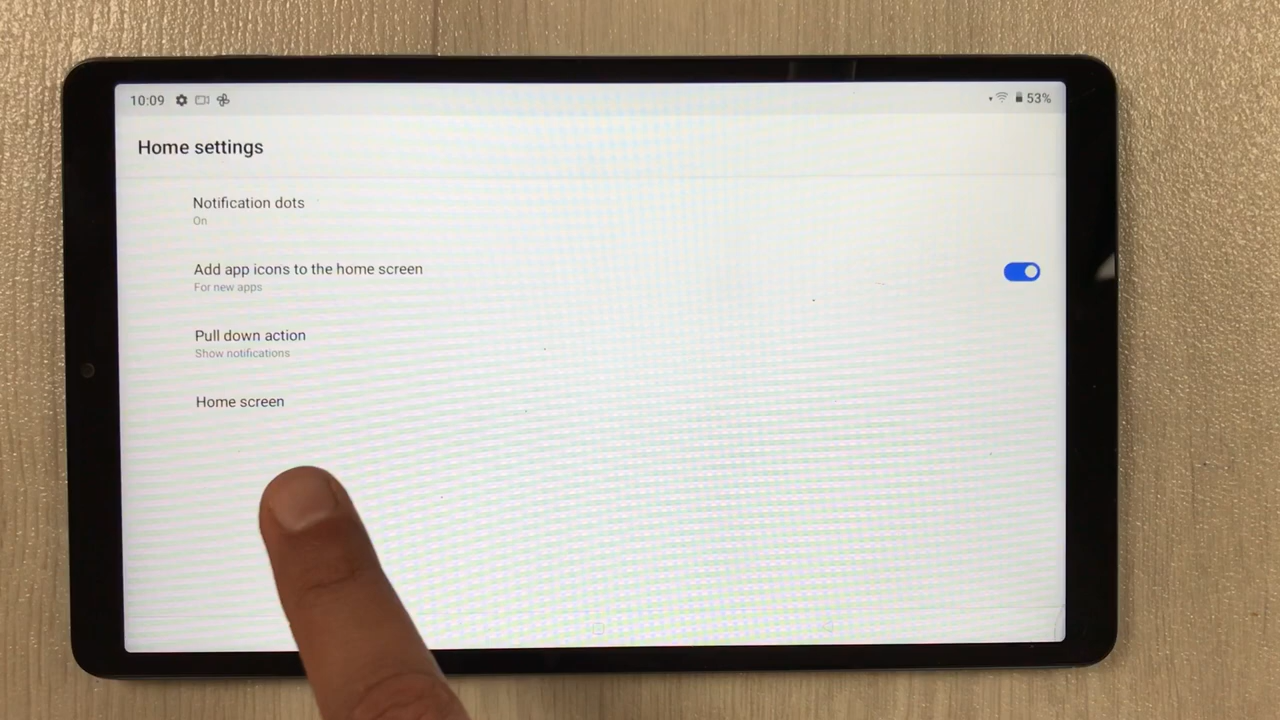 10:09
53%
Home settings
Notification dots
On
Add app icons to the home screen
For new apps
Pull down action
Show notifications
Home screen